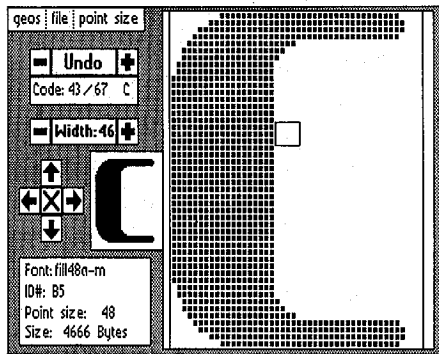 geos file point size
Undo
Code: 43/67 C
Width: 46
Font: fill48a-m
ID#: B5
Point size: 48
Size: 4666 Bytes